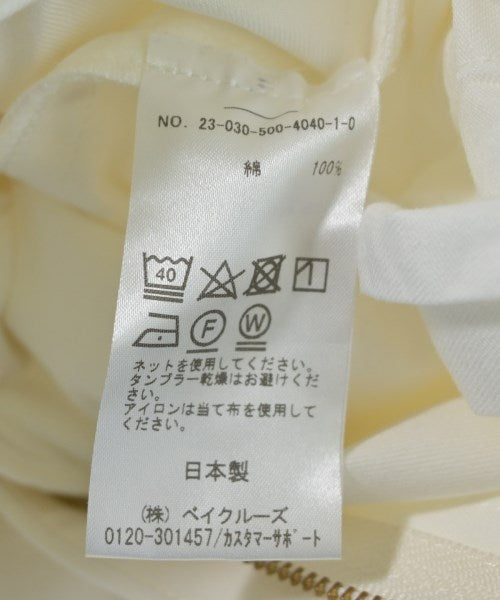 NO. 23-030-500-4040-1-0
綿 100%
40
F W
ネットを使用してください。
タンブラー乾燥はお避けくだ
さい。
アイロンは当て布を使用して
ください。
日本製
(株) ベイクルーズ
0120-301457/カスタマーサポート